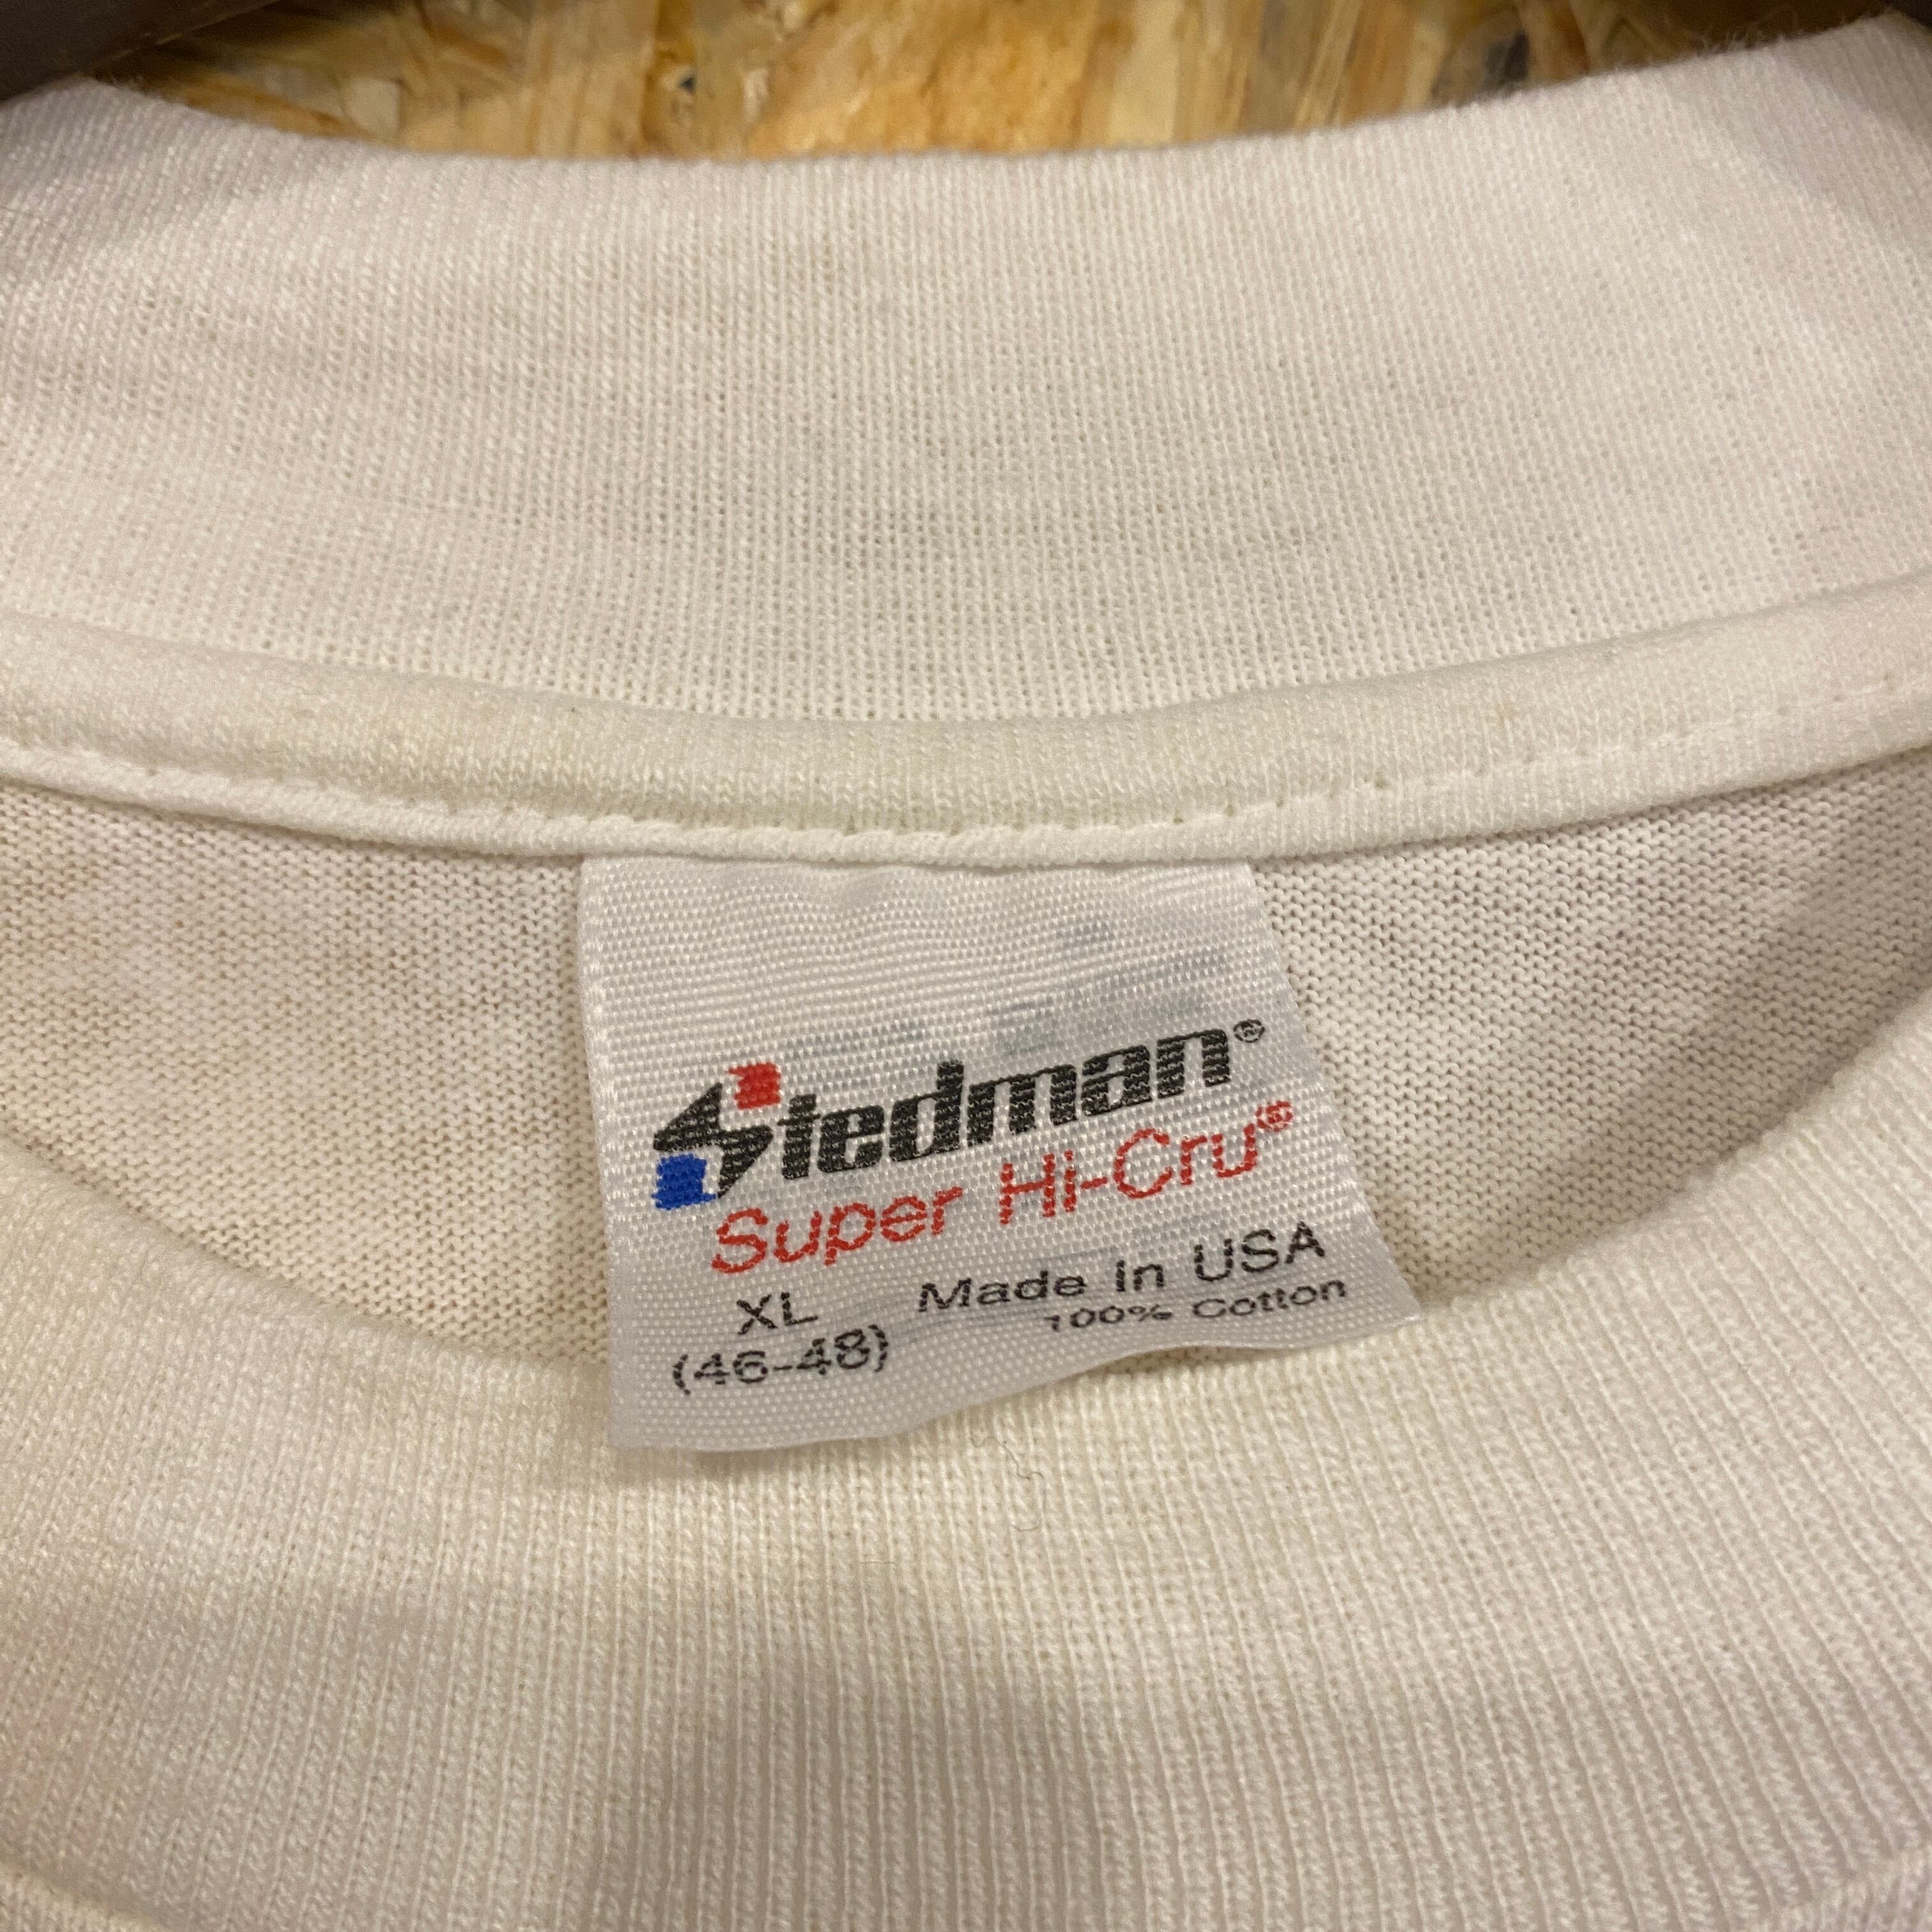 Stedman®
Super Hi-Cru®
XL Made In USA
(46-48) 100% Cotton